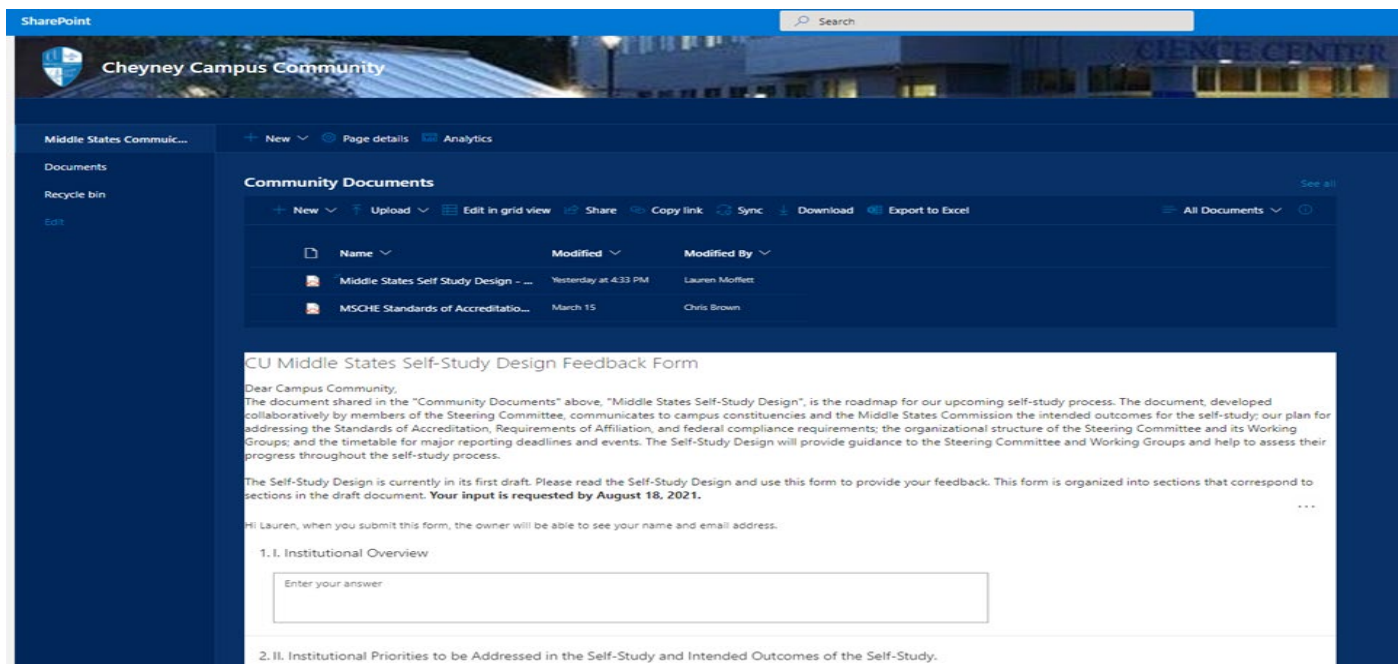 SharePoint
Search
CIENCE CENTER
Cheyney Campus Community
Middle States Commuic...
New
Page details
Analytics
Documents
Recycle bin
Edit
Community Documents
See all
New
Upload
Edit in grid view
Share
Copy link
Sync
Download
Export to Excel
All Documents
Name
Modified
Modified By
Middle States Self Study Design - ...
Yesterday at 4:33 PM
Lauren Moffett
MSCHE Standards of Accreditatio...
March 15
Chris Brown
CU Middle States Self-Study Design Feedback Form
Dear Campus Community,
The document shared in the "Community Documents" above, "Middle States Self-Study Design", is the roadmap for our upcoming self-study process. The document, developed
collaboratively by members of the Steering Committee, communicates to campus constituencies and the Middle States Commission the intended outcomes for the self-study; our plan for
addressing the Standards of Accreditation, Requirements of Affiliation, and federal compliance requirements; the organizational structure of the Steering Committee and its Working
Groups; and the timetable for major reporting deadlines and events. The Self-Study Design will provide guidance to the Steering Committee and Working Groups and help to assess their
progress throughout the self-study process.
The Self-Study Design is currently in its first draft. Please read the Self-Study Design and use this form to provide your feedback. This form is organized into sections that correspond to
sections in the draft document. Your input is requested by August 18, 2021.
...
Hi Lauren, when you submit this form, the owner will be able to see your name and email address.
1. I. Institutional Overview
Enter your answer
2. II. Institutional Priorities to be Addressed in the Self-Study and Intended Outcomes of the Self-Study.